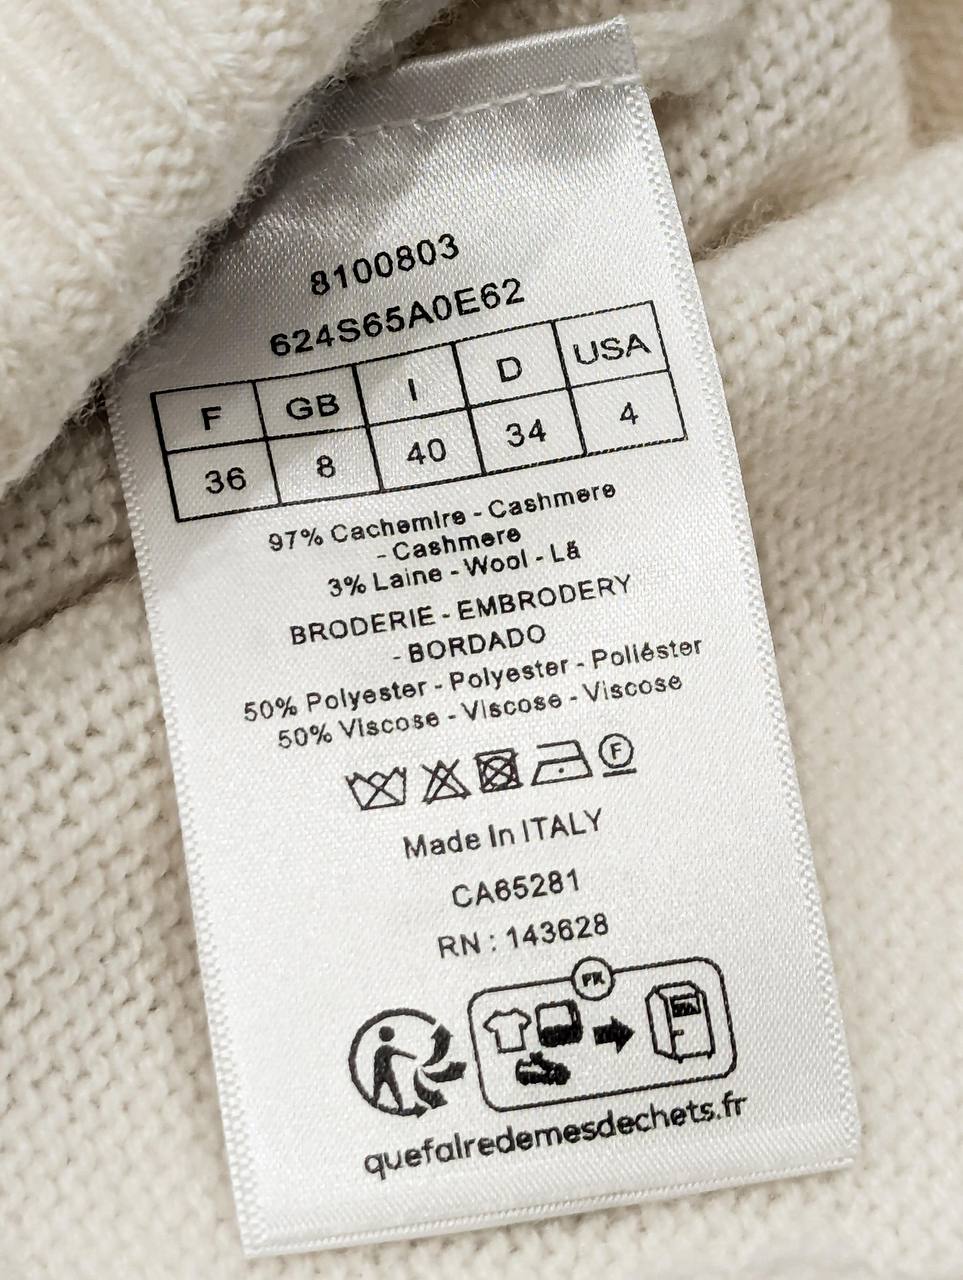 8100803
624S65A0E62
F GB I D USA
36 8 40 34 4
97% Cachemire - Cashmere
- Cashmere
3% Laine - Wool - Lã
BRODERIE - EMBRODERY
- BORDADO
50% Polyester - Polyester - Poliéster
50% Viscose - Viscose - Viscose
F
Made In ITALY
CA65281
RN : 143628
FR
quefairedemesdechets.fr